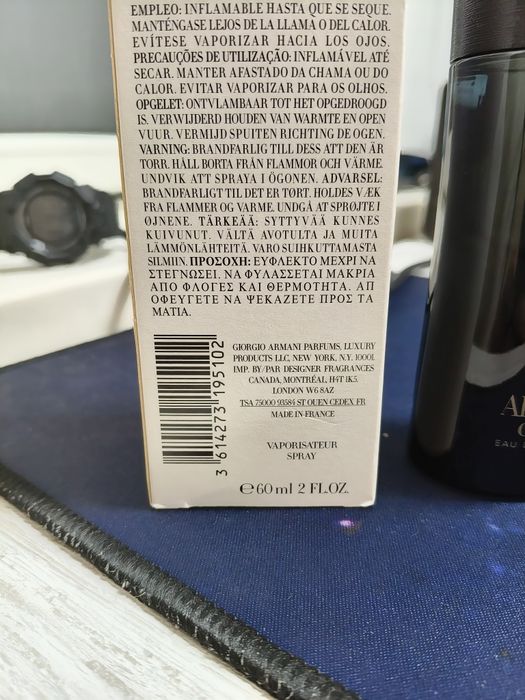 EMPLEO: INFLAMABLE HASTA QUE SE SEQUE.
MANTÉNGASE LEJOS DE LA LLAMA O DEL CALOR.
EVÍTESE VAPORIZAR HACIA LOS OJOS.
PRECAUÇÕES DE UTILIZAÇÃO: INFLAMÁVEL ATÉ
SECAR. MANTER AFASTADO DA CHAMA OU DO
CALOR. EVITAR VAPORIZAR PARA OS OLHOS.
OPGELET: ONTVLAMBAAR TOT HET OPGEDROOGD
IS. VERWIJDERD HOUDEN VAN WARMTE EN OPEN
VUUR. VERMIJD SPUITEN RICHTING DE OGEN.
VARNING: BRANDFARLIG TILL DESS ATT DEN ÄR
TORR. HÅLL BORTA FRÅN FLAMMOR OCH VÄRME.
UNDVIK ATT SPRAYA I ÖGONEN. ADVARSEL:
BRANDFARLIGT TIL DET ER TØRT. HOLDES VÆK
FRA FLAMMER OG VARME. UNDGÅ AT SPRØJTE I
ØJNENE. TÄRKEÄÄ: SYTTYVÄÄ KUNNES
KUIVUNUT. VÄLTÄ AVOTULTA JA MUITA
LÄMMÖNLÄHTEITÄ. VARO SUIHKUTTAMASTA
SILMIIN. ΠΡΟΣΟΧΗ: ΕΥΦΛΕΚΤΟ ΜΕΧΡΙ ΝΑ
ΣΤΕΓΝΩΣΕΙ. ΝΑ ΦΥΛΑΣΣΕΤΑΙ ΜΑΚΡΙΑ
ΑΠΟ ΦΛΟΓΕΣ ΚΑΙ ΘΕΡΜΟΤΗΤΑ. ΑΠ
ΟΦΕΥΓΕΤΕ ΝΑ ΨΕΚΑΖΕΤΕ ΠΡΟΣ ΤΑ
ΜΑΤΙΑ.
3 614273 195102
GIORGIO ARMANI PARFUMS, LUXURY
PRODUCTS LLC, NEW YORK, N.Y. 10001.
IMP. BY/PAR DESIGNER FRAGRANCES
CANADA, MONTRÉAL, H4T 1K5.
LONDON W6 8AZ
TSA 75000 93584 ST OUEN CEDEX FR
MADE IN FRANCE
VAPORISATEUR
SPRAY
℮60 ml 2 FL.OZ.
EAU